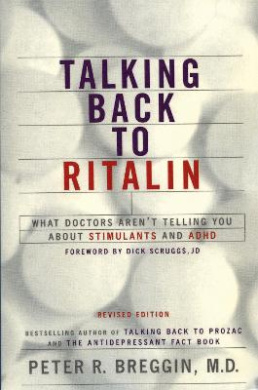 TALKING
BACK
TO
RITALIN
WHAT DOCTORS AREN'T TELLING YOU
ABOUT STIMULANTS AND ADHD
FOREWORD BY DICK SCRUGGS, JD
REVISED EDITION
BESTSELLING AUTHOR OF TALKING BACK TO PROZAC
AND THE ANTIDEPRESSANT FACT BOOK
PETER R. BREGGIN, M.D.